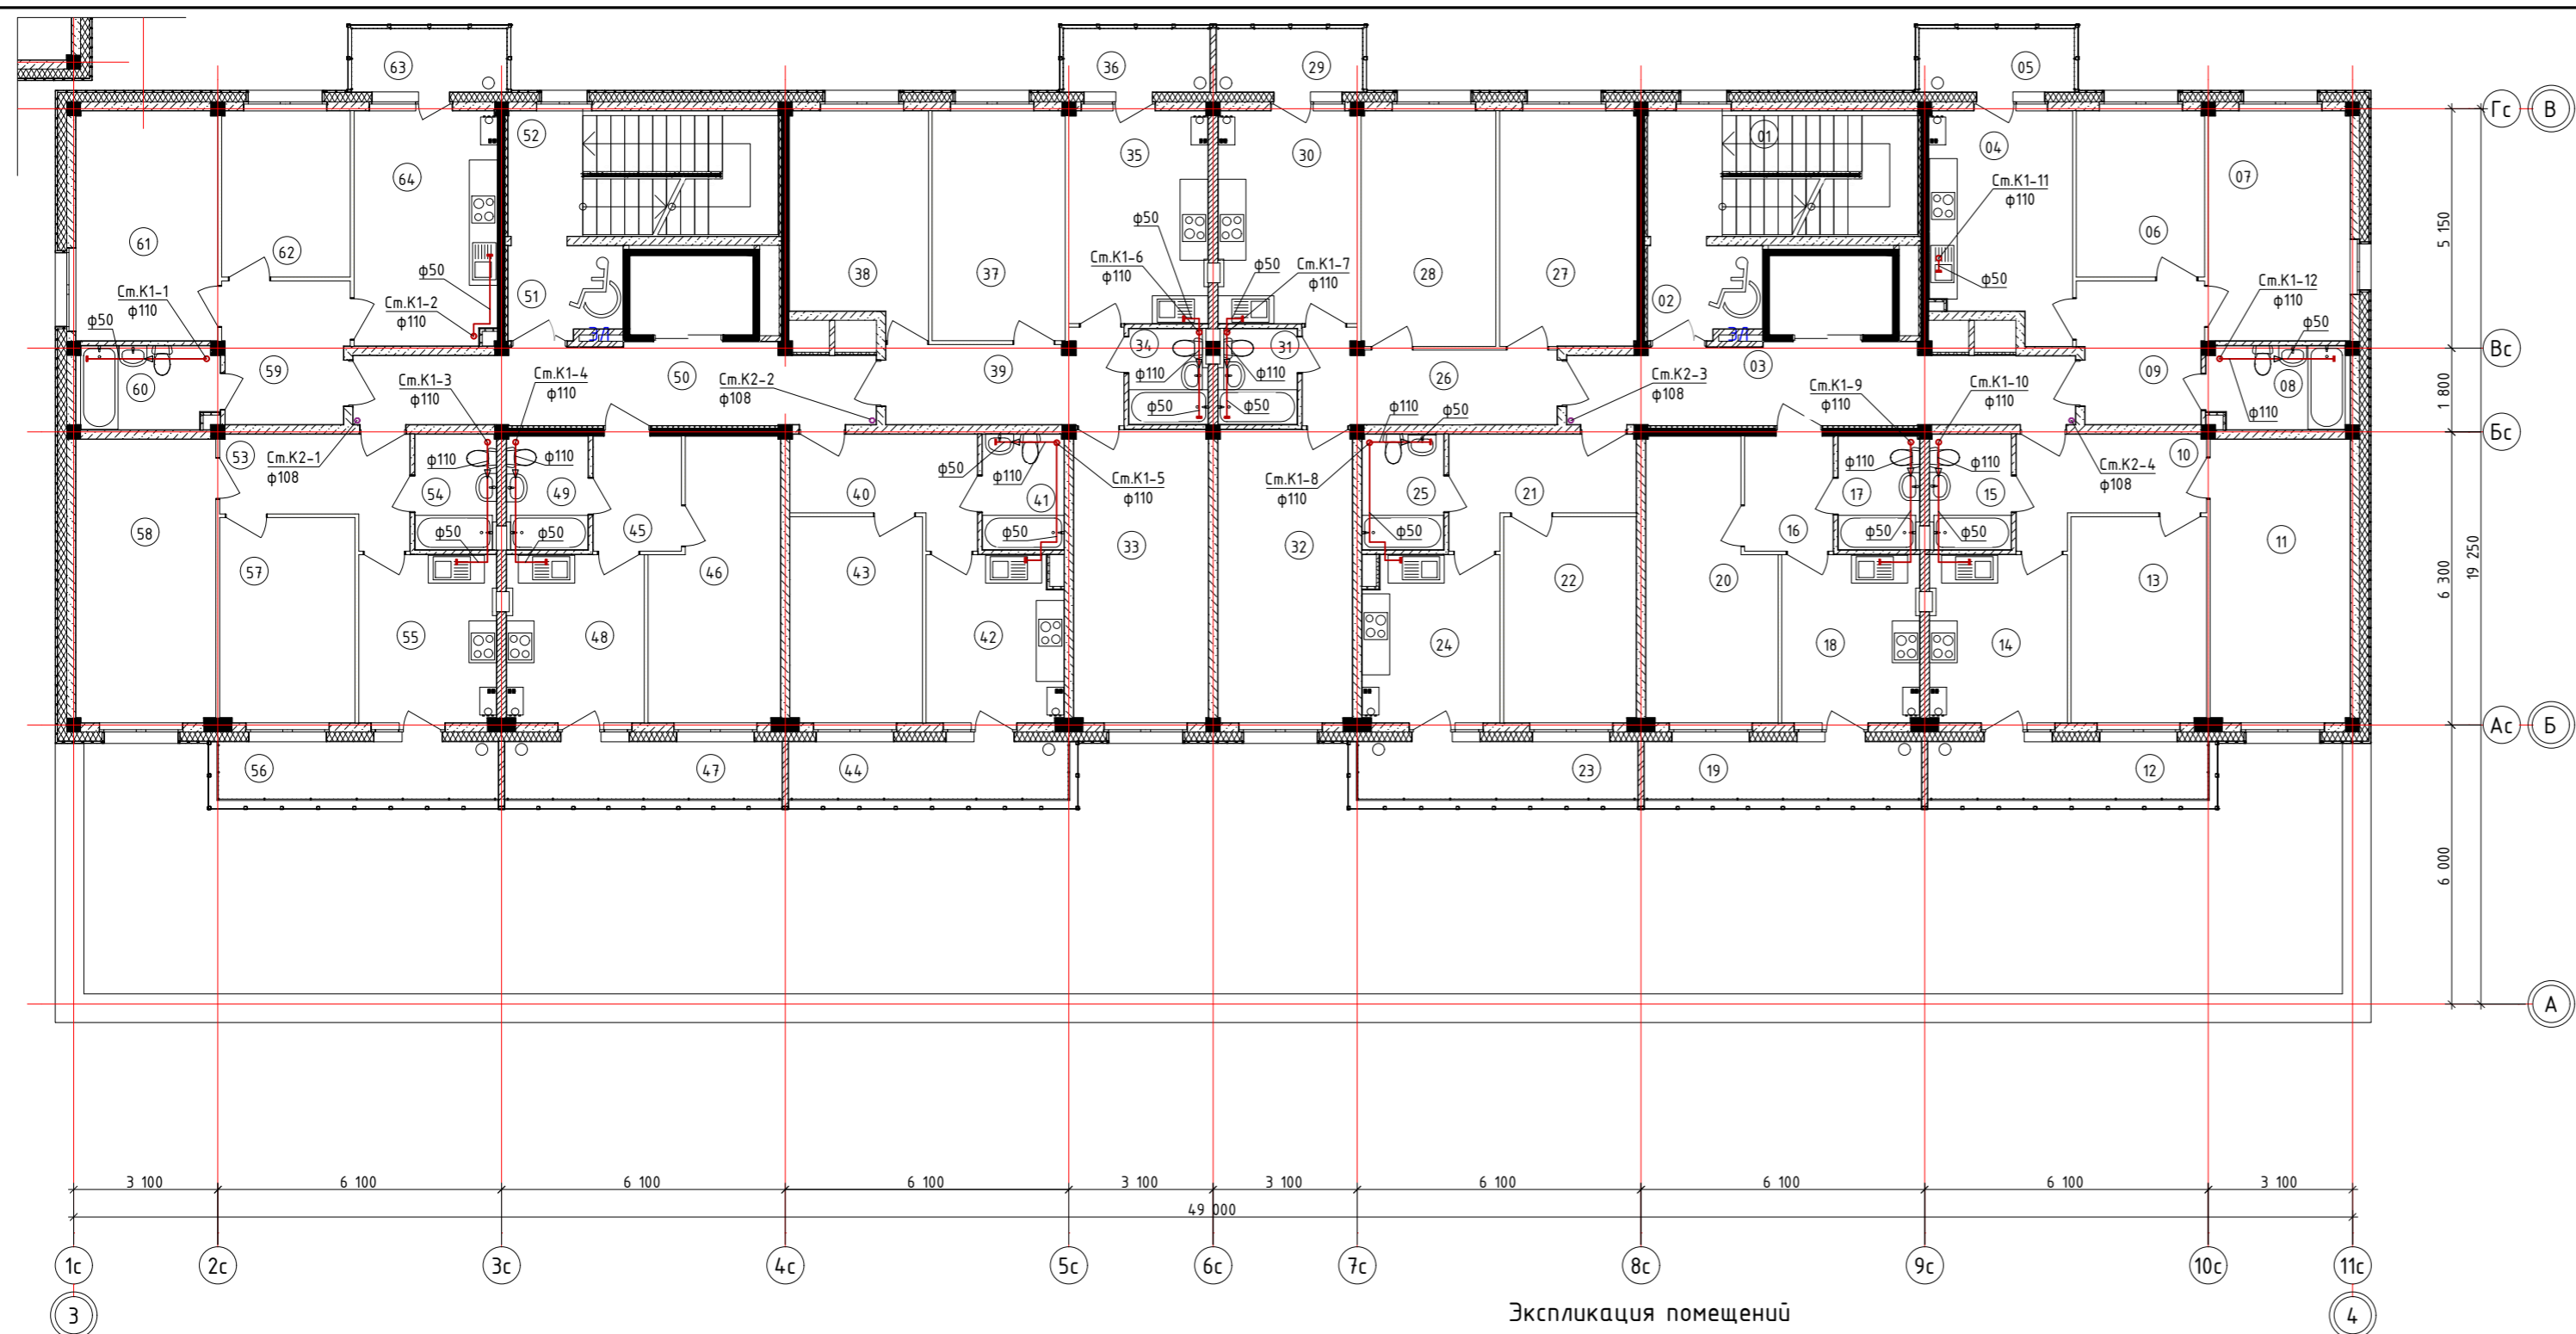 63
36
29
05
Гс
В
52
01
64
35
30
04
07
Ст.К1-11
ф110
5 150
61
62
ф50
38
37
28
27
06
Ст.К1-6
ф110
ф50
Ст.К1-7
ф110
ф50
Ст.К1-1
ф110
ф50
Ст.К1-2
ф110
51
ЗЛ
02
ЗЛ
ф50
Ст.К1-12
ф110
ф50
34
31
Вс
60
59
Ст.К1-3
ф110
Ст.К1-4
ф110
50
Ст.К2-2
ф108
39
ф110
ф110
26
Ст.К2-3
ф108
03
Ст.К1-9
ф110
Ст.К1-10
ф110
09
08
ф110
1 800
ф50
ф50
ф110
ф50
Бс
53
Ст.К2-1
ф108
ф110
ф110
ф50
ф110
Ст.К1-5
ф110
Ст.К1-8
ф110
ф110
ф110
Ст.К2-4
ф108
10
54
49
40
41
25
21
17
15
58
ф50
ф50
45
ф50
33
32
ф50
16
ф50
ф50
11
57
46
43
22
20
13
6 300
19 250
55
48
42
24
18
14
Ас
Б
56
47
44
23
19
12
6 000
А
3 100
6 100
6 100
6 100
3 100
3 100
6 100
6 100
6 100
3 100
49 000
1с
2с
3с
4с
5с
6с
7с
8с
9с
10с
11с
3
4
Экспликация помещений